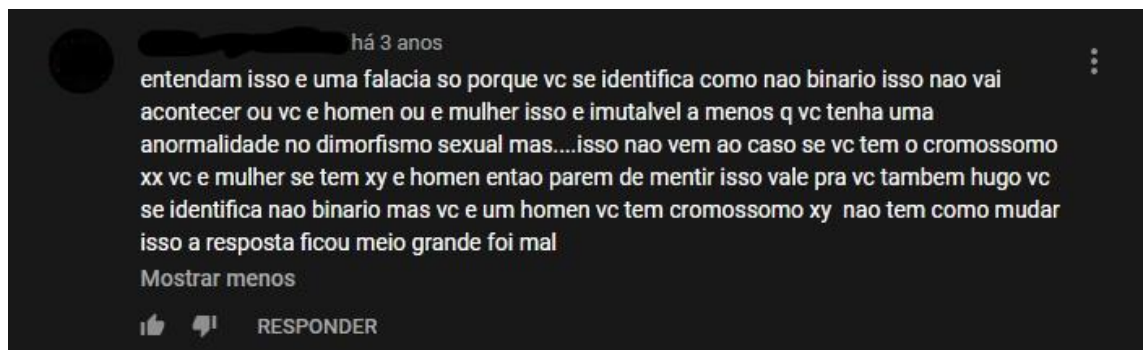 há 3 anos
entendam isso e uma falacia so porque vc se identifica como nao binario isso nao vai
acontecer ou vc e homen ou e mulher isso e imutalvel a menos q vc tenha uma
anormalidade no dimorfismo sexual mas....isso nao vem ao caso se vc tem o cromossomo
xx vc e mulher se tem xy e homen entao parem de mentir isso vale pra vc tambem hugo vc
se identifica nao binario mas vc e um homen vc tem cromossomo xy  nao tem como mudar
isso a resposta ficou meio grande foi mal
Mostrar menos
RESPONDER